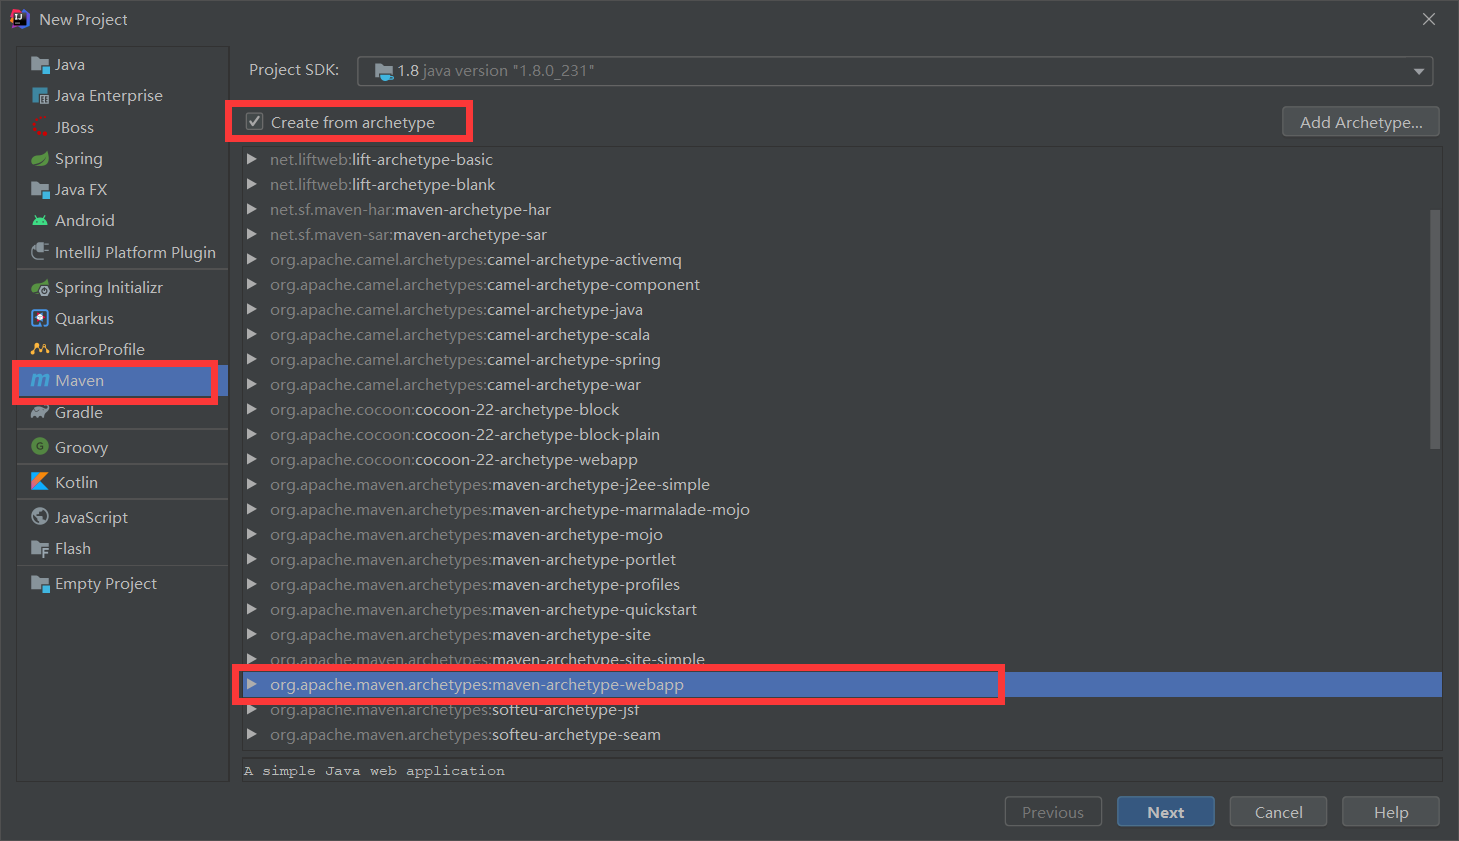 New Project
Java
Java Enterprise
JBoss
Spring
Java FX
Android
IntelliJ Platform Plugin
Spring Initializr
Quarkus
MicroProfile
Maven
Gradle
Groovy
Kotlin
JavaScript
Flash
Empty Project
Project SDK: 1.8 java version "1.8.0_231"
Create from archetype Add Archetype...
net.liftweb:lift-archetype-basic
net.liftweb:lift-archetype-blank
net.sf.maven-har:maven-archetype-har
net.sf.maven-sar:maven-archetype-sar
org.apache.camel.archetypes:camel-archetype-activemq
org.apache.camel.archetypes:camel-archetype-component
org.apache.camel.archetypes:camel-archetype-java
org.apache.camel.archetypes:camel-archetype-scala
org.apache.camel.archetypes:camel-archetype-spring
org.apache.camel.archetypes:camel-archetype-war
org.apache.cocoon:cocoon-22-archetype-block
org.apache.cocoon:cocoon-22-archetype-block-plain
org.apache.cocoon:cocoon-22-archetype-webapp
org.apache.maven.archetypes:maven-archetype-j2ee-simple
org.apache.maven.archetypes:maven-archetype-marmalade-mojo
org.apache.maven.archetypes:maven-archetype-mojo
org.apache.maven.archetypes:maven-archetype-portlet
org.apache.maven.archetypes:maven-archetype-profiles
org.apache.maven.archetypes:maven-archetype-quickstart
org.apache.maven.archetypes:maven-archetype-site
org.apache.maven.archetypes:maven-archetype-site-simple
org.apache.maven.archetypes:maven-archetype-webapp
org.apache.maven.archetypes:softeu-archetype-jsf
org.apache.maven.archetypes:softeu-archetype-seam
A simple Java web application
Previous Next Cancel Help